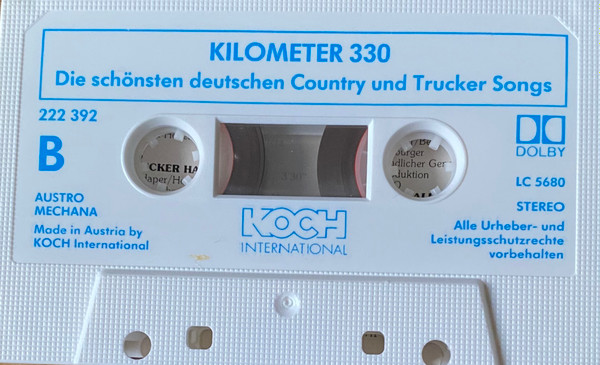 KILOMETER 330
Die schönsten deutschen Country und Trucker Songs
222 392
B
DOLBY
AUSTRO
MECHANA
LC 5680
STEREO
Made in Austria by
KOCH International
KOCH
INTERNATIONAL
Alle Urheber- und
Leistungsschutzrechte
vorbehalten